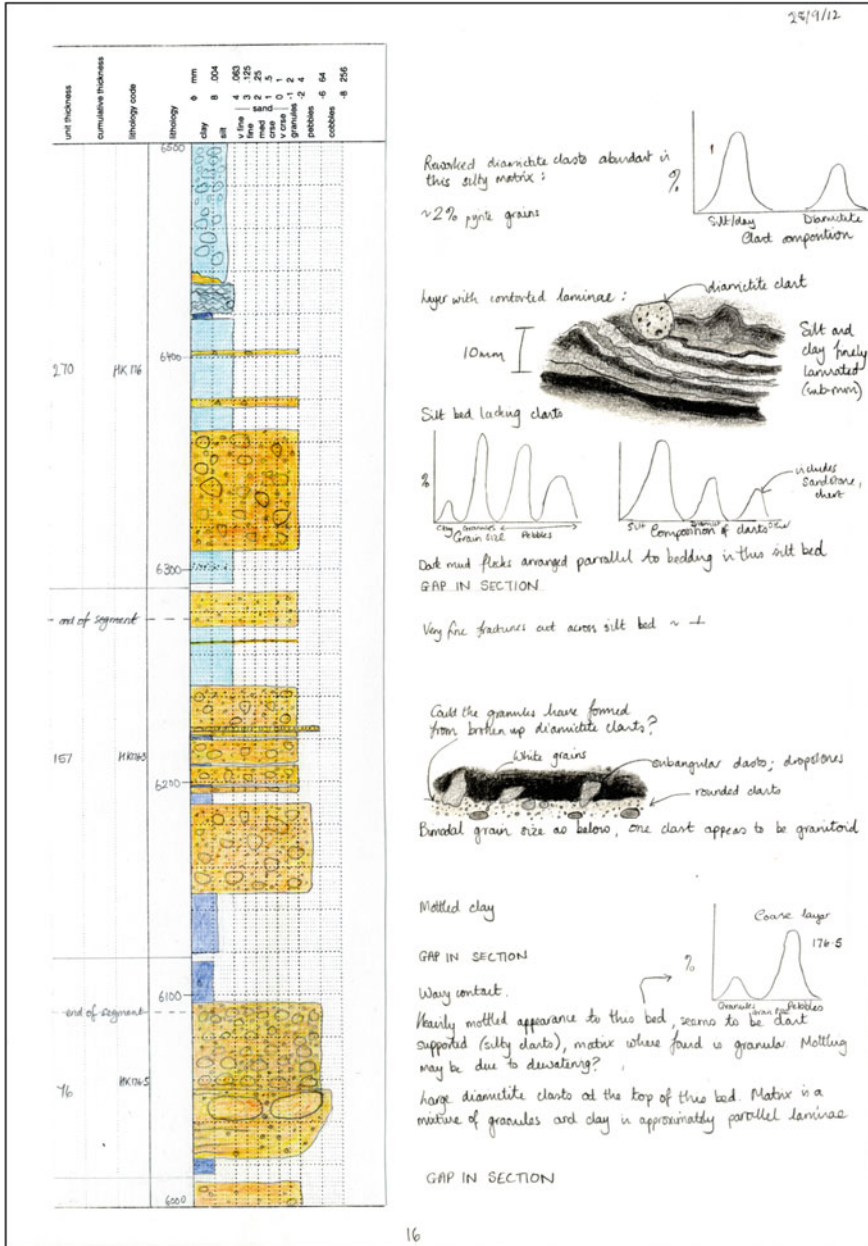 25/9/12
unit thickness
cumulative thickness
lithology code
lithology
φ mm
clay 8 .004
silt
v fine 4 .063
fine 3 .125
sand
med 2 .25
crse 1 .5
v crse 0 1
granules -1 2
pebbles -2 4
cobbles -6 64
-8 256
6500
6400
270
HK176
6300
end of segment
157
HK1763
6200
6100
end of segment
76
HK1765
6000
Reworked diamictite clasts abundant in
this silty matrix :
~2% pyrite grains
%
Silt/clay Diamictite
Clast composition
Layer with contorted laminae :
diamictite clast
10mm
Silt and
clay finely
laminated
(sub-mm)
Silt bed lacking clasts
%
Clay Granules Pebbles
Grain size
Silt
Composition of clasts
includes
sandstone,
chert
Dark mud flecks arranged parrallel to bedding in this silt bed
GAP IN SECTION
Very fine fractures cut across silt bed ~ ⊥
Could the granules have formed
from broken up diamictite clasts?
White grains
subangular clasts; dropstones
rounded clasts
Bimodal grain size as below, one clast appears to be granitoid
Mottled clay
Coarse layer
176.5
%
Granules Pebbles
Grain size
GAP IN SECTION
Wavy contact.
Heavily mottled appearance to this bed, seems to be clast
supported (silty clasts), matrix where found is granular. Mottling
may be due to dewatering?
Large diamictite clasts at the top of this bed. Matrix is a
mixture of granules and clay in approximately parallel laminae
GAP IN SECTION
16